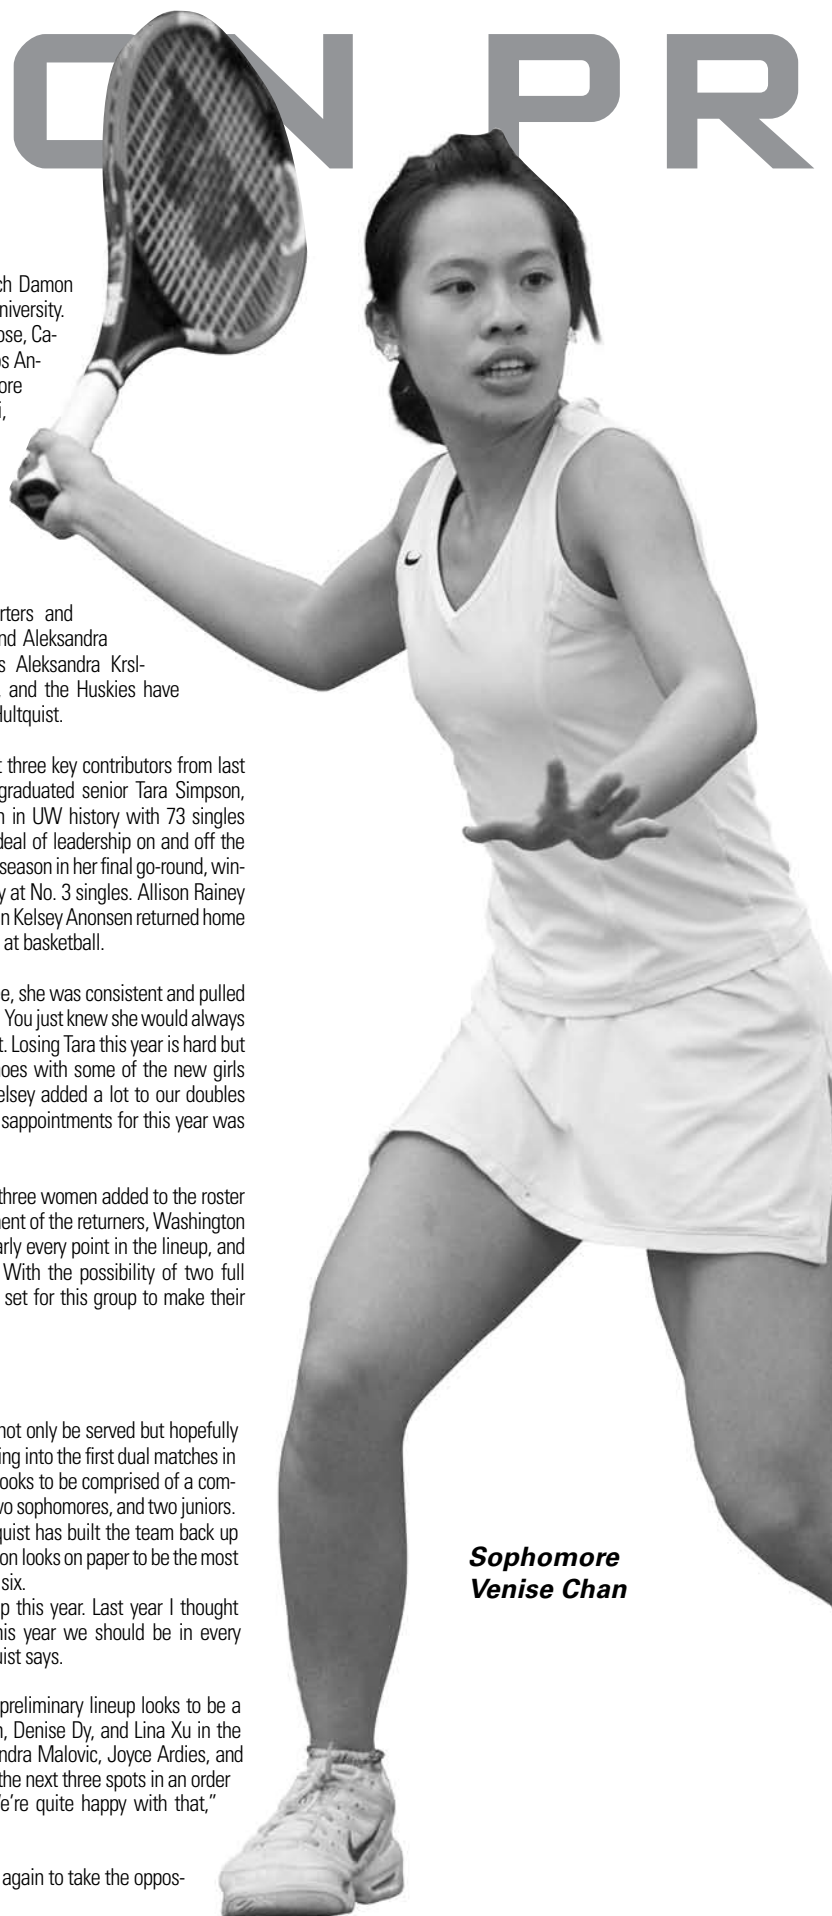 ON PR
ch Damon
niversity.
ose, Ca-
os An-
ore
i,
rters and
nd Aleksandra
s Aleksandra Krsl-
, and the Huskies have
Hultquist.
t three key contributors from last
graduated senior Tara Simpson,
n in UW history with 73 singles
deal of leadership on and off the
season in her final go-round, win-
y at No. 3 singles. Allison Rainey
n Kelsey Anonsen returned home
at basketball.
e, she was consistent and pulled
You just knew she would always
t. Losing Tara this year is hard but
hoes with some of the new girls
elsey added a lot to our doubles
sappointments for this year was
three women added to the roster
ment of the returners, Washington
arly every point in the lineup, and
With the possibility of two full
set for this group to make their
not only be served but hopefully
ing into the first dual matches in
looks to be comprised of a com-
wo sophomores, and two juniors.
quist has built the team back up
on looks on paper to be the most
six.
p this year. Last year I thought
his year we should be in every
uist says.
preliminary lineup looks to be a
n, Denise Dy, and Lina Xu in the
ndra Malovic, Joyce Ardies, and
the next three spots in an order
e're quite happy with that,”
again to take the oppos-
Sophomore
Venise Chan